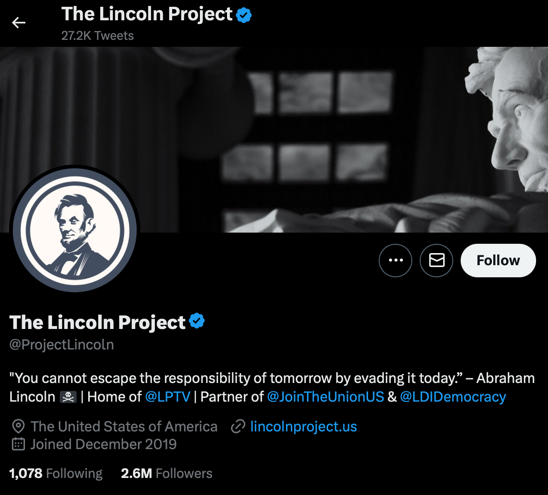 The Lincoln Project
27.2K Tweets
Follow
The Lincoln Project
@ProjectLincoln
"You cannot escape the responsibility of tomorrow by evading it today.” – Abraham
Lincoln ☠️ | Home of @LPTV | Partner of @JoinTheUnionUS & @LDIDemocracy
The United States of America lincolnproject.us
Joined December 2019
1,078 Following 2.6M Followers